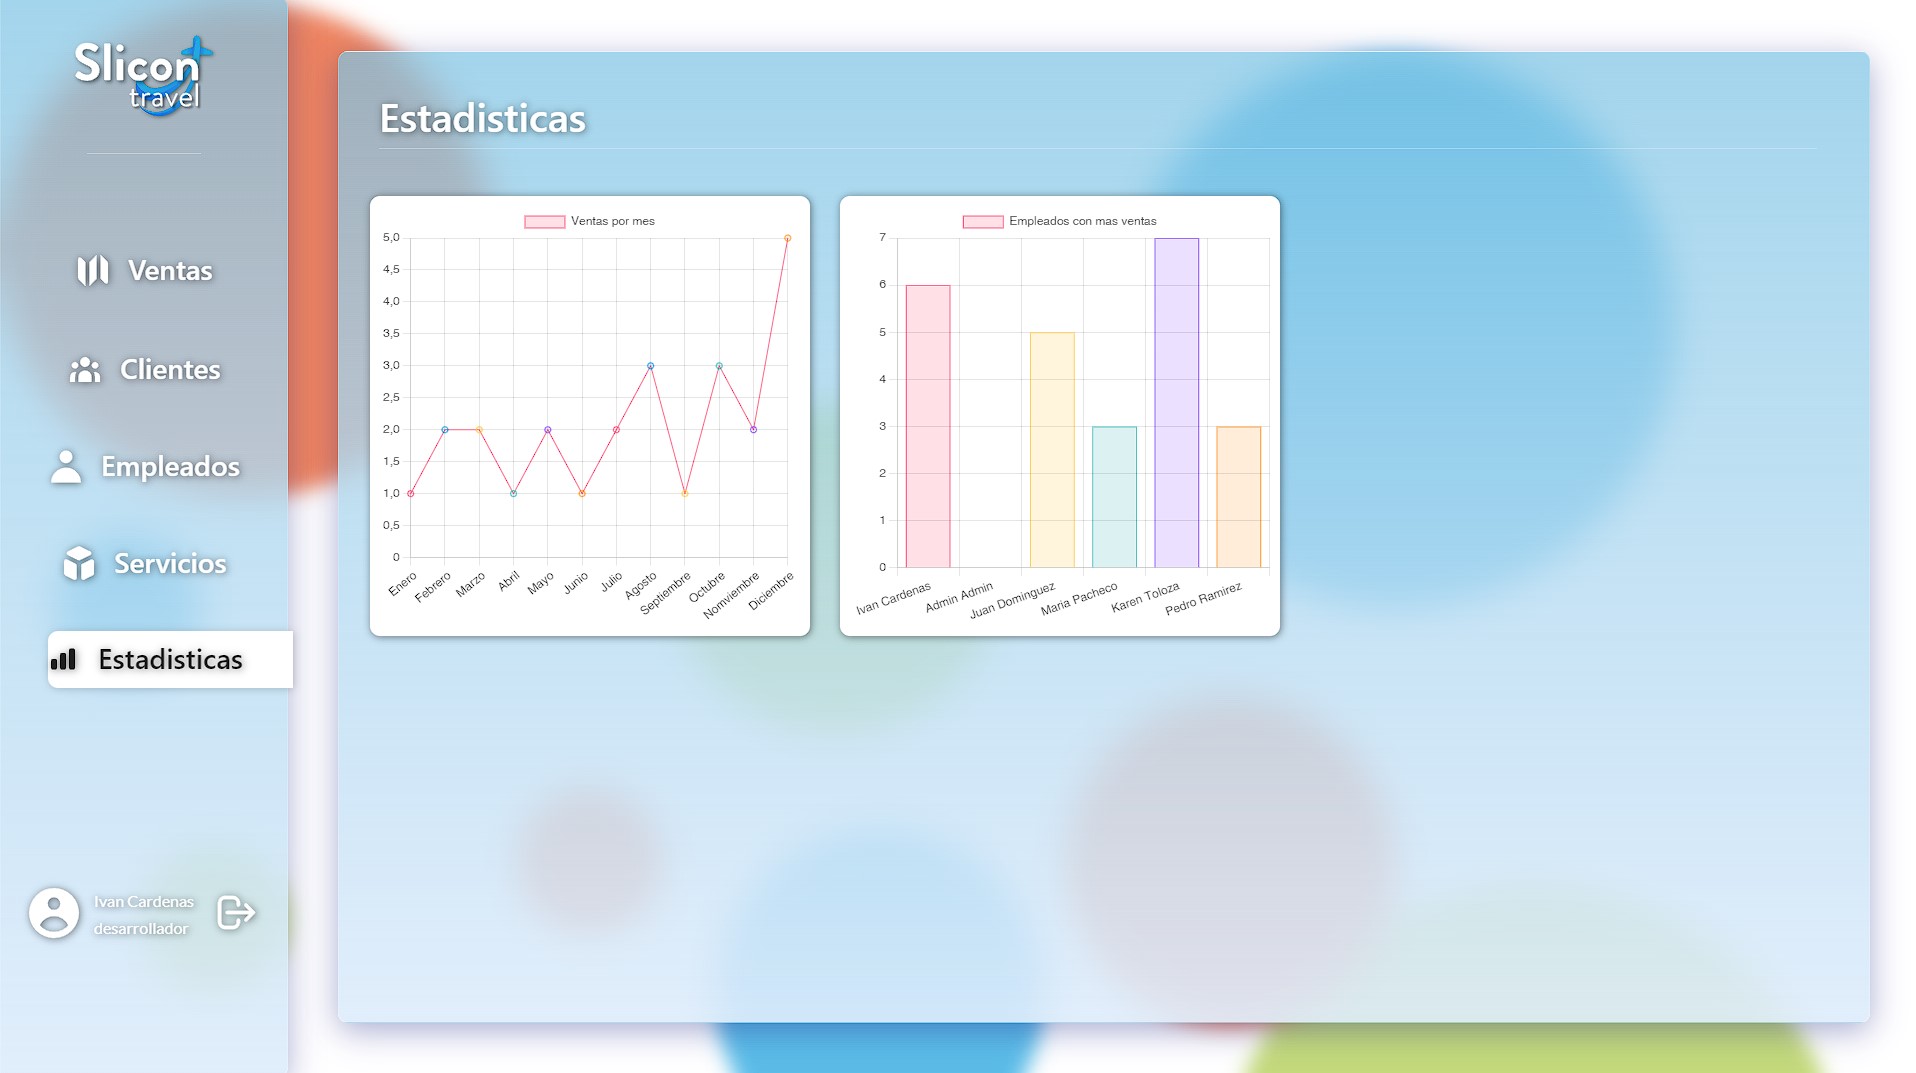 Slicon
travel
Ventas
Clientes
Empleados
Servicios
Estadisticas
Ivan Cardenas
desarrollador
Estadisticas
Ventas por mes
5,0
4,5
4,0
3,5
3,0
2,5
2,0
1,5
1,0
0,5
0
Enero
Febrero
Marzo
Abril
Mayo
Junio
Julio
Agosto
Septiembre
Octubre
Nomviembre
Diciembre
Empleados con mas ventas
7
6
5
4
3
2
1
0
Ivan Cardenas
Admin Admin
Juan Dominguez
Maria Pacheco
Karen Toloza
Pedro Ramirez